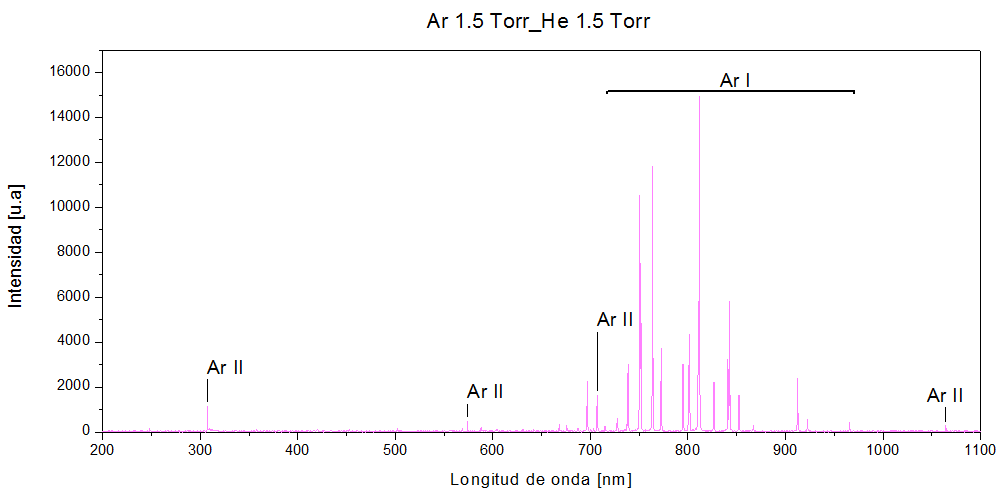 Ar 1.5 Torr_He 1.5 Torr
16000
14000
12000
10000
8000
6000
4000
2000
0
Intensidad [u.a]
Ar I
Ar II
Ar II
Ar II
Ar II
200 300 400 500 600 700 800 900 1000 1100
Longitud de onda [nm]